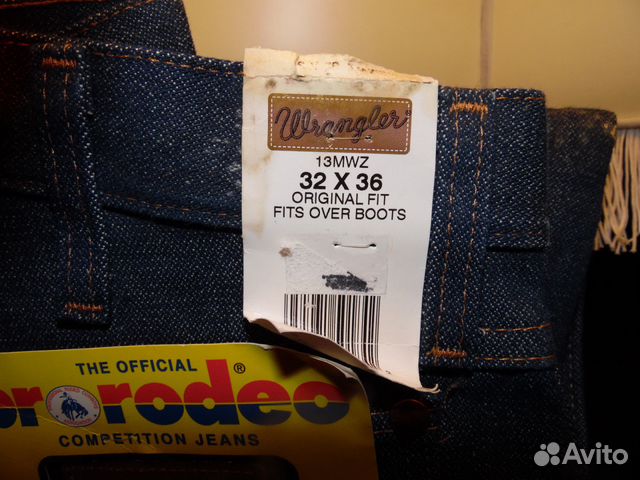 Wrangler®
13MWZ
32 X 36
ORIGINAL FIT
FITS OVER BOOTS
THE OFFICIAL
rodeo®
COMPETITION JEANS
Avito